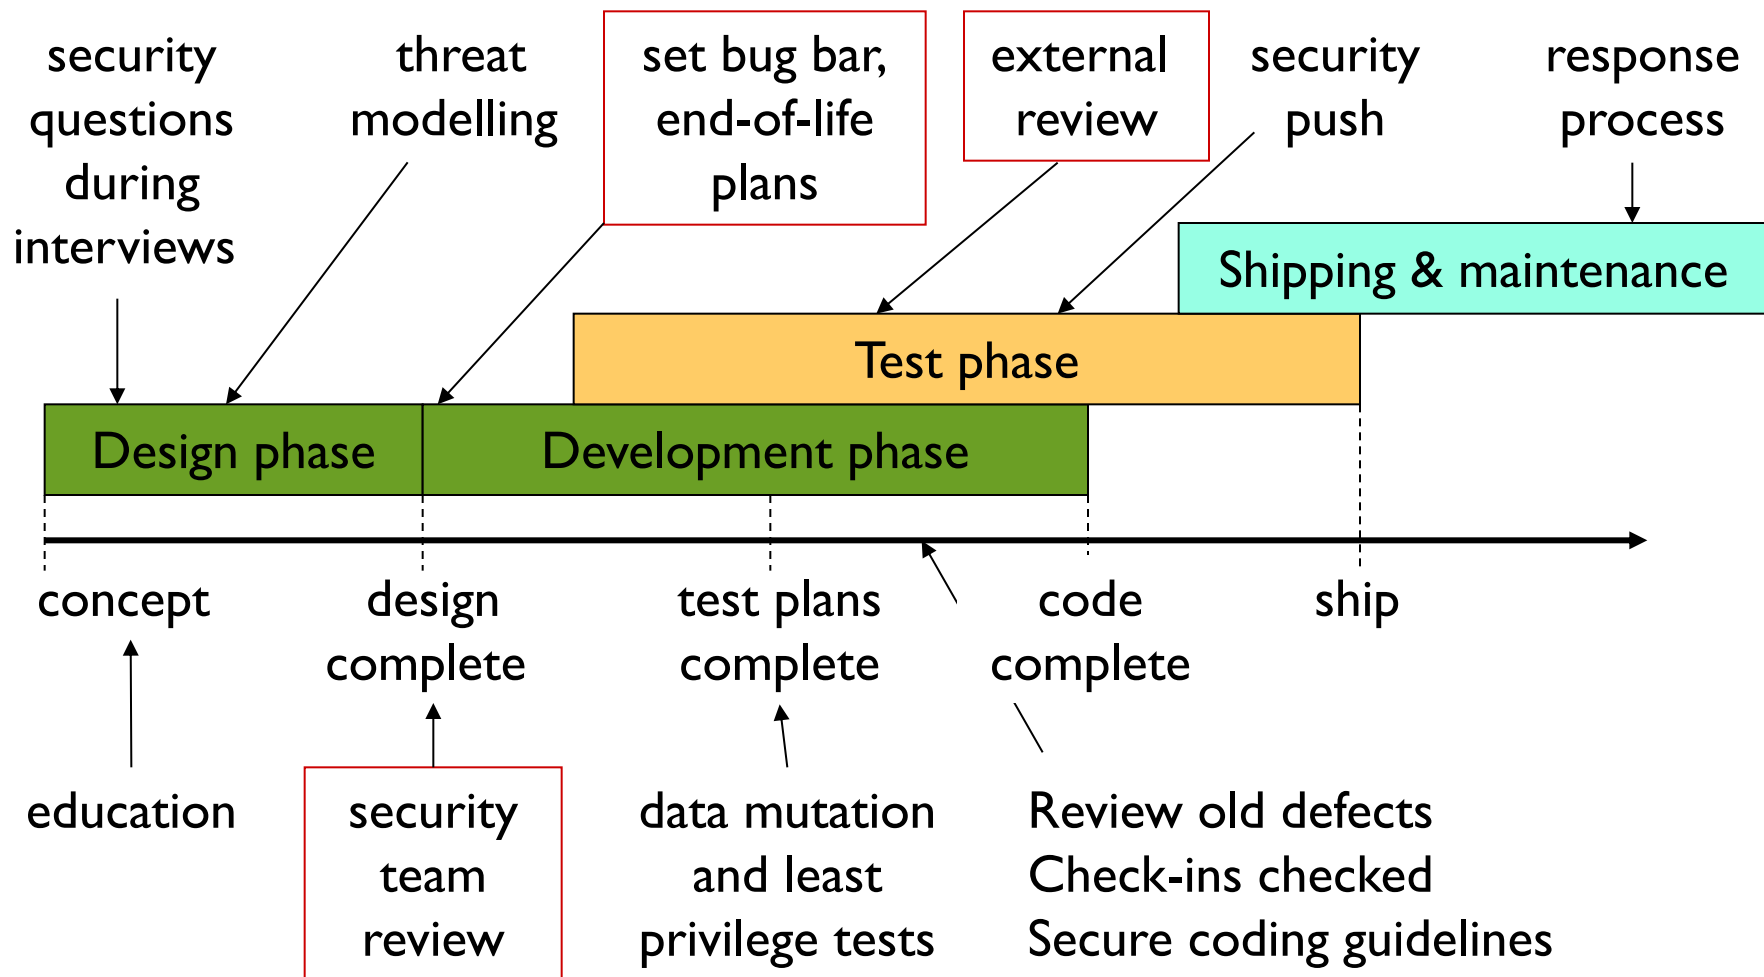 security
questions
during
interviews
threat
modelling
set bug bar,
end-of-life
plans
external
review
security
push
response
process
Shipping & maintenance
Test phase
Design phase
Development phase
concept
design
complete
test plans
complete
code
complete
ship
education
security
team
review
data mutation
and least
privilege tests
Review old defects
Check-ins checked
Secure coding guidelines